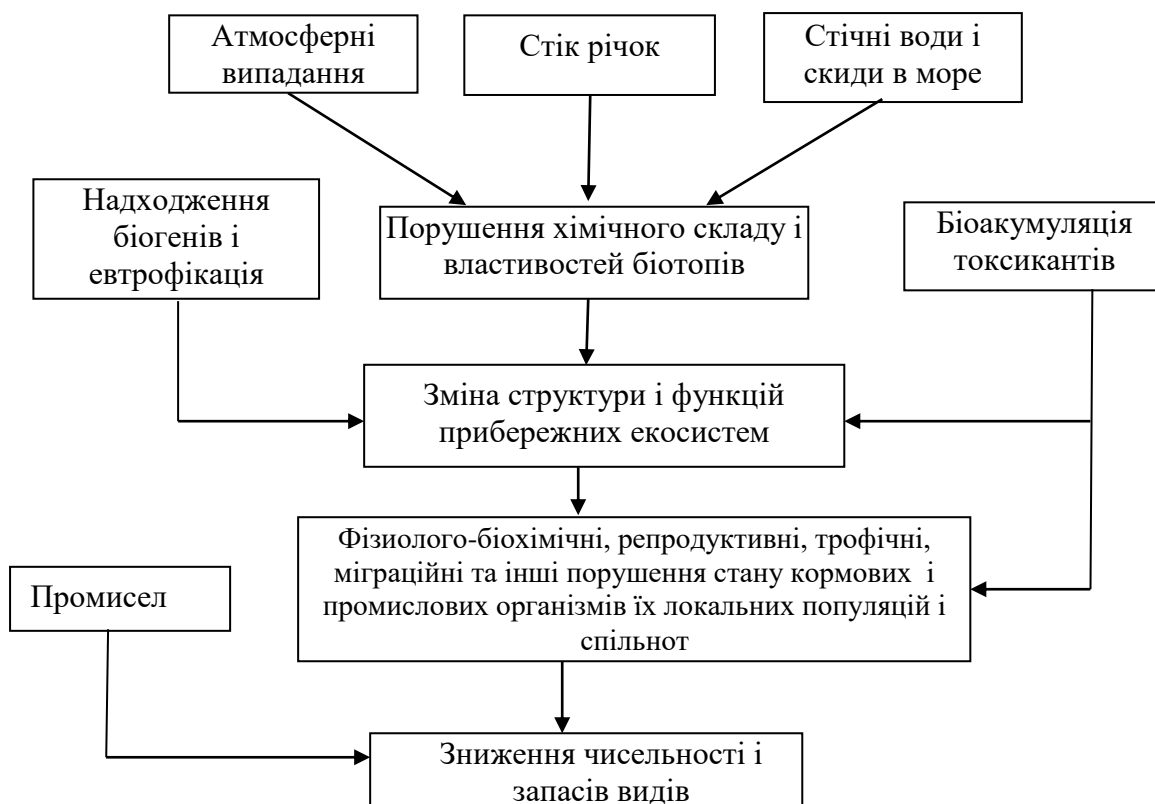 Атмосферні
випадання
Стік річок
Стічні води і
скиди в море
Надходження
біогенів і
евтрофікація
Порушення хімічного складу і
властивостей біотопів
Біоакумуляція
токсикантів
Зміна структури і функцій
прибережних екосистем
Фізиолого-біохімічні, репродуктивні, трофічні,
міграційні та інші порушення стану кормових і
промислових організмів їх локальних популяцій і
спільнот
Промисел
Зниження чисельності і
запасів видів